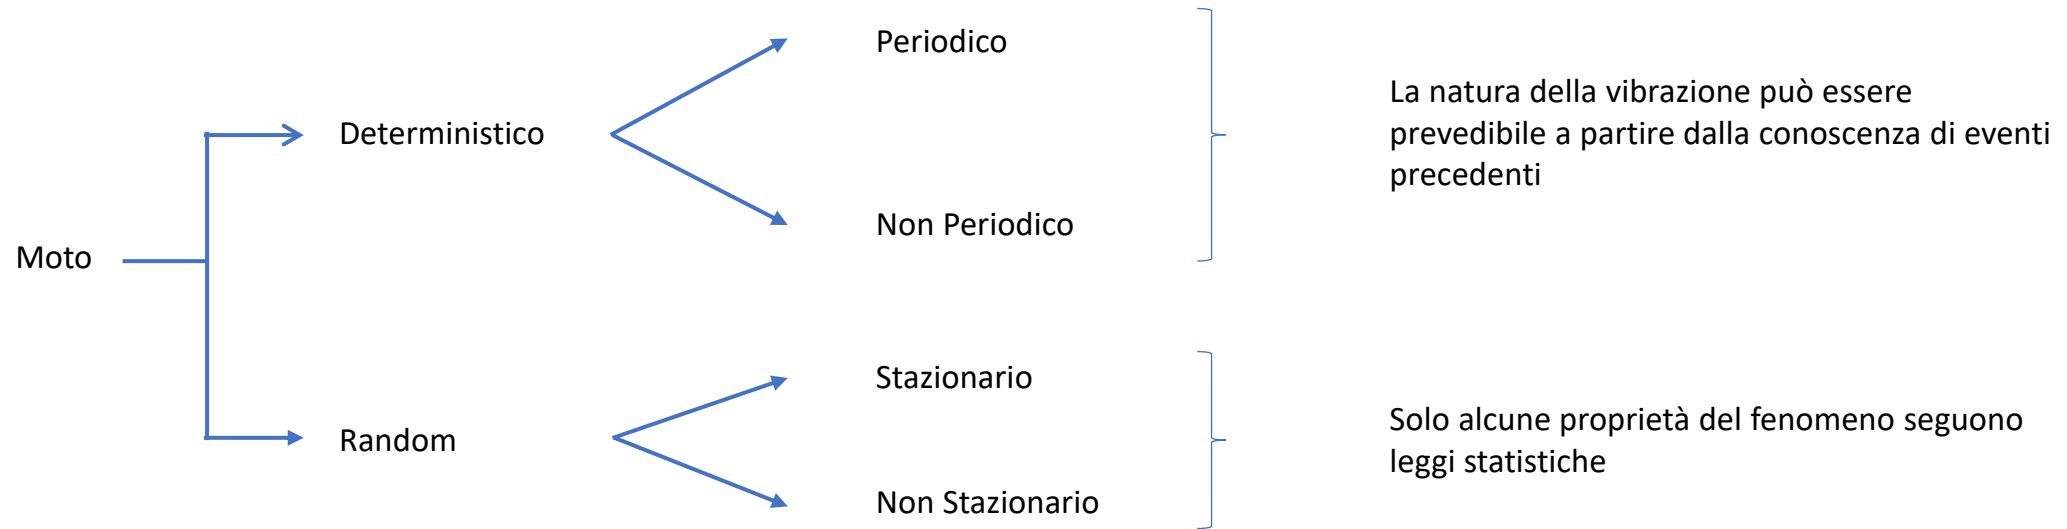 Periodico
La natura della vibrazione può essere
prevedibile a partire dalla conoscenza di eventi
precedenti
Deterministico
Non Periodico
Moto
Stazionario
Solo alcune proprietà del fenomeno seguono
leggi statistiche
Random
Non Stazionario